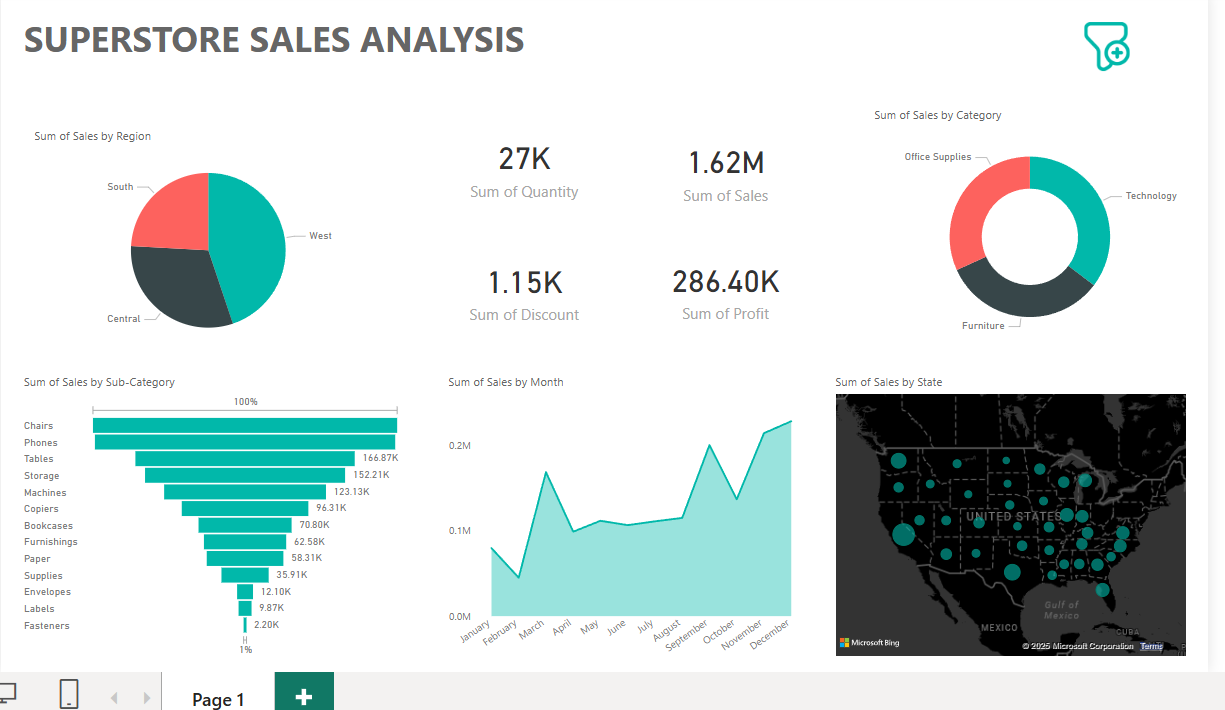 SUPERSTORE SALES ANALYSIS
Sum of Sales by Region
South
West
Central
27K
Sum of Quantity
1.62M
Sum of Sales
1.15K
Sum of Discount
286.40K
Sum of Profit
Sum of Sales by Category
Office Supplies
Technology
Furniture
Sum of Sales by Sub-Category
100%
Chairs
Phones
Tables 166.87K
Storage 152.21K
Machines 123.13K
Copiers 96.31K
Bookcases 70.80K
Furnishings 62.58K
Paper 58.31K
Supplies 35.91K
Envelopes 12.10K
Labels 9.87K
Fasteners 2.20K
1%
Sum of Sales by Month
0.2M
0.1M
0.0M
January
February
March
April
May
June
July
August
September
October
November
December
Sum of Sales by State
UNITED STATES
Gulf of
Mexico
MEXICO
CUBA
Microsoft Bing
© 2025 Microsoft Corporation Terms
Page 1